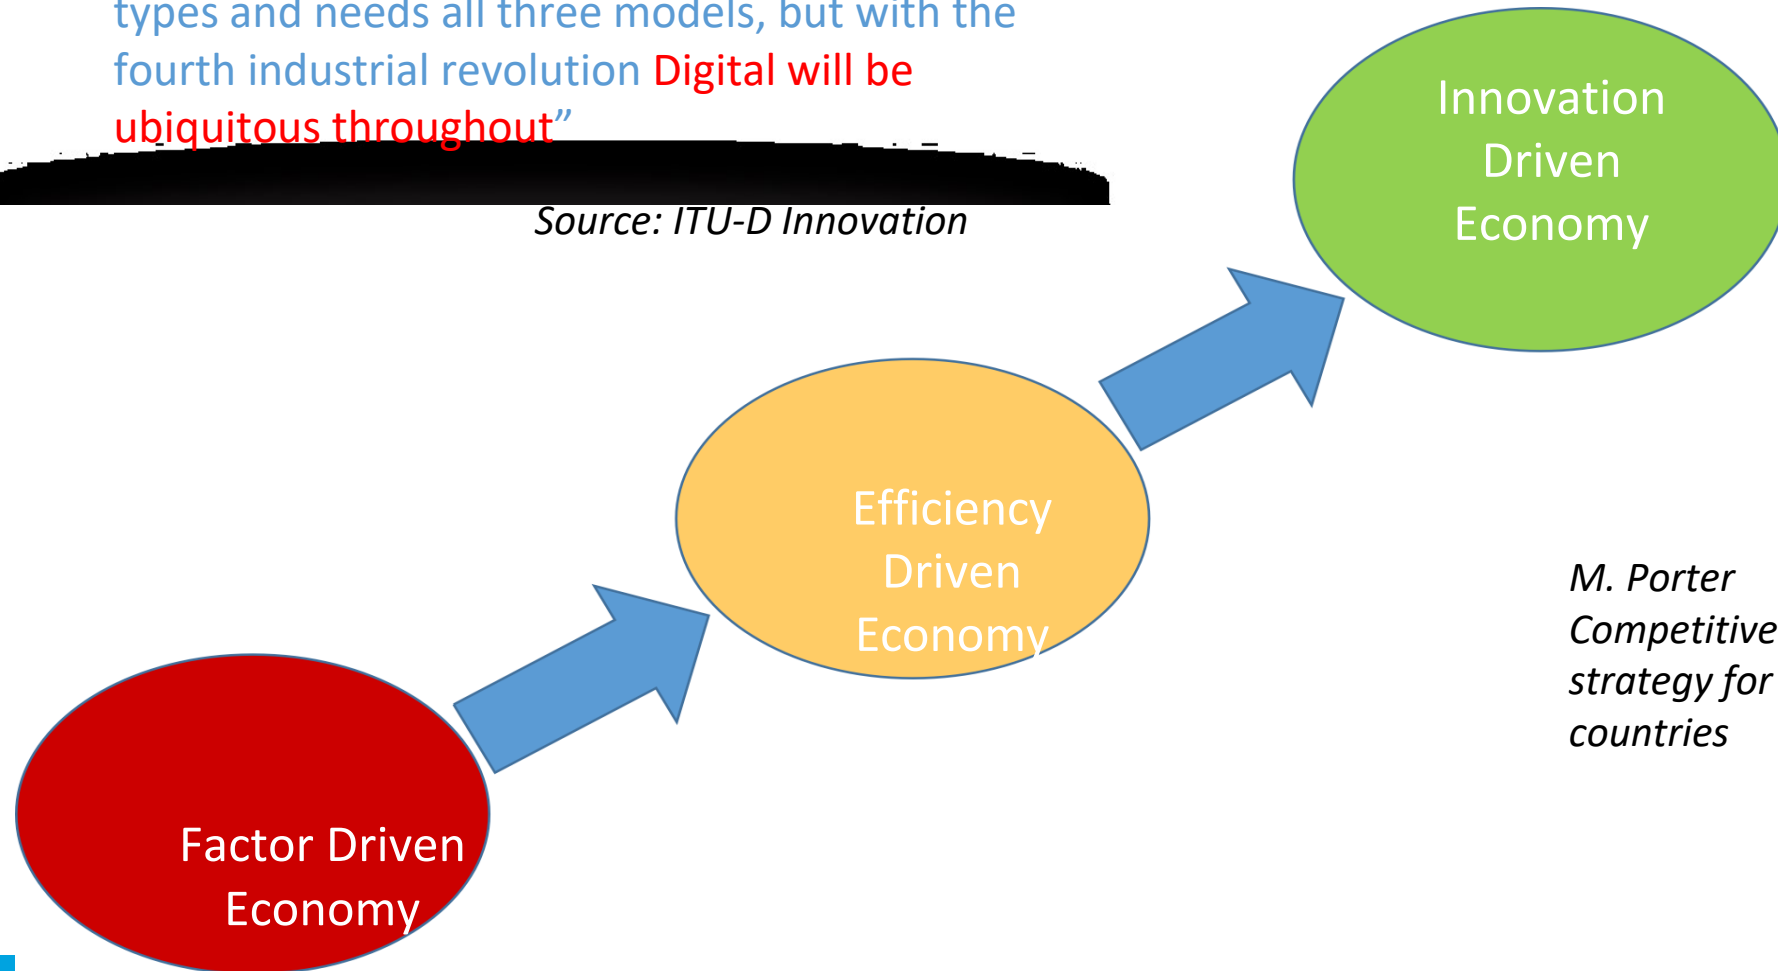 types and needs all three models, but with the
fourth industrial revolution Digital will be
ubiquitous throughout”
Source: ITU-D Innovation
Innovation
Driven
Economy
Efficiency
Driven
Economy
M. Porter
Competitive
strategy for
countries
Factor Driven
Economy